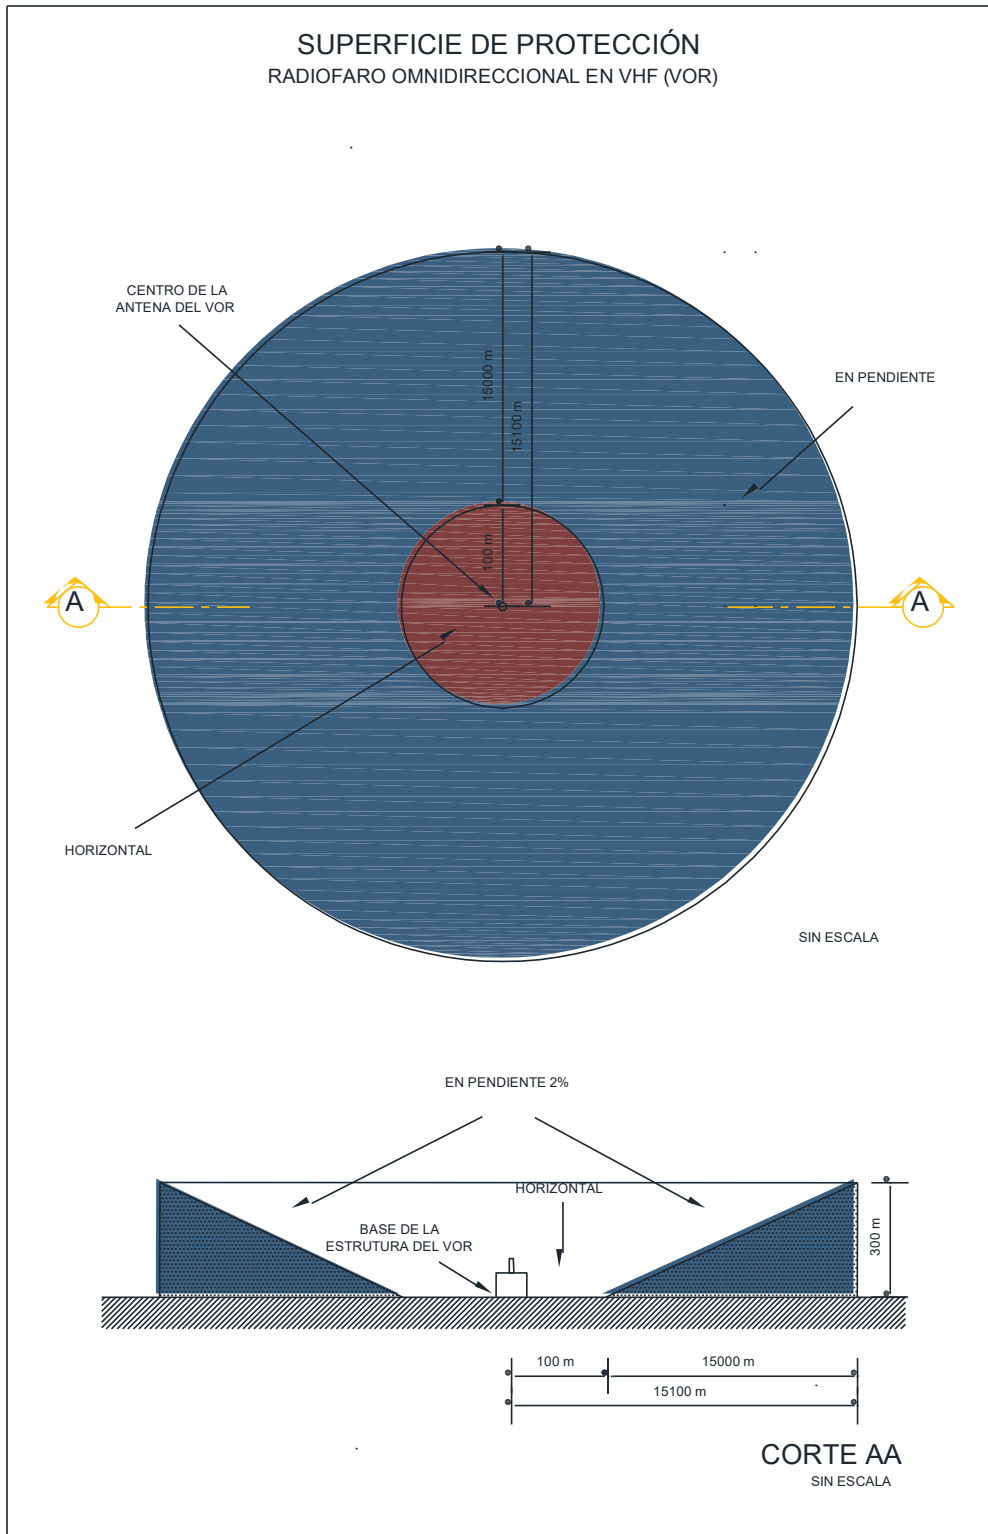 SUPERFICIE DE PROTECCIÓN
RADIOFARO OMNIDIRECCIONAL EN VHF (VOR)
CENTRO DE LA
ANTENA DEL VOR
15000 m
15100 m
EN PENDIENTE
100 m
A
A
HORIZONTAL
SIN ESCALA
EN PENDIENTE 2%
HORIZONTAL
BASE DE LA
ESTRUTURA DEL VOR
300 m
100 m
15000 m
15100 m
CORTE AA
SIN ESCALA